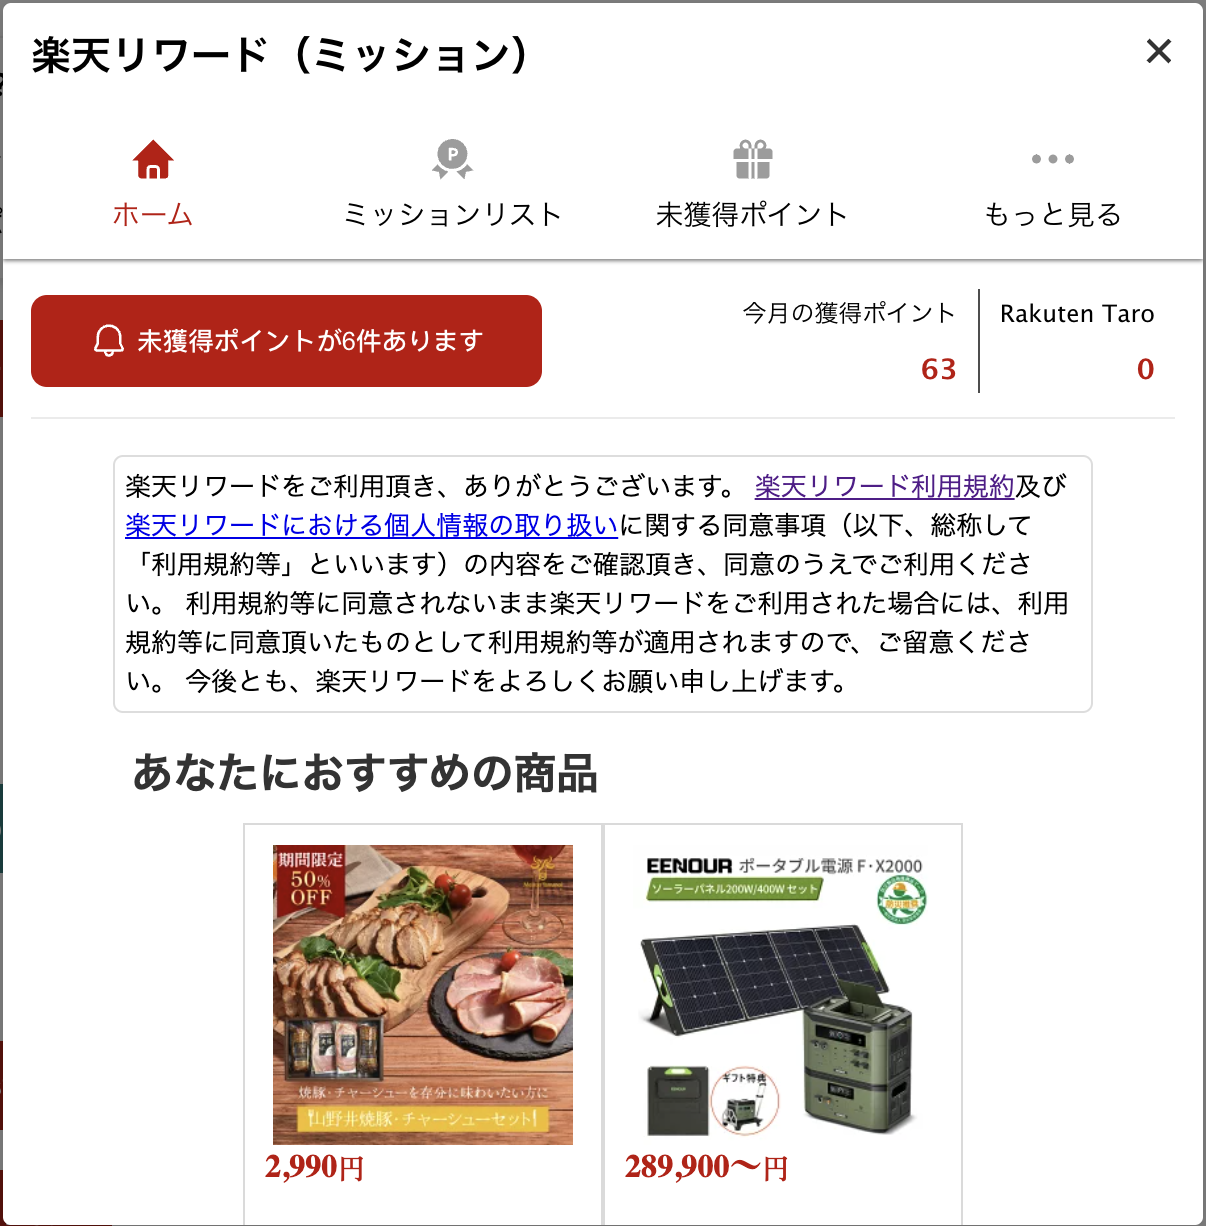 楽天リワード（ミッション）
ホーム
ミッションリスト
未獲得ポイント
もっと見る
未獲得ポイントが6件あります
今月の獲得ポイント
63
Rakuten Taro
0
楽天リワードをご利用頂き、ありがとうございます。 楽天リワード利用規約及び
楽天リワードにおける個人情報の取り扱いに関する同意事項（以下、総称して
「利用規約等」といいます）の内容をご確認頂き、同意のうえでご利用くださ
い。 利用規約等に同意されないまま楽天リワードをご利用された場合には、利用
規約等に同意頂いたものとして利用規約等が適用されますので、ご留意くださ
い。 今後とも、楽天リワードをよろしくお願い申し上げます。
あなたにおすすめの商品
期間限定
50%
OFF
焼豚・チャーシューを存分に味わいたい方に
山野井焼豚・チャーシューセット
2,990円
EENOUR ポータブル電源 F・X2000
ソーラーパネル200W/400W セット
防災推奨
EENOUR
ギフト特典
289,900〜円